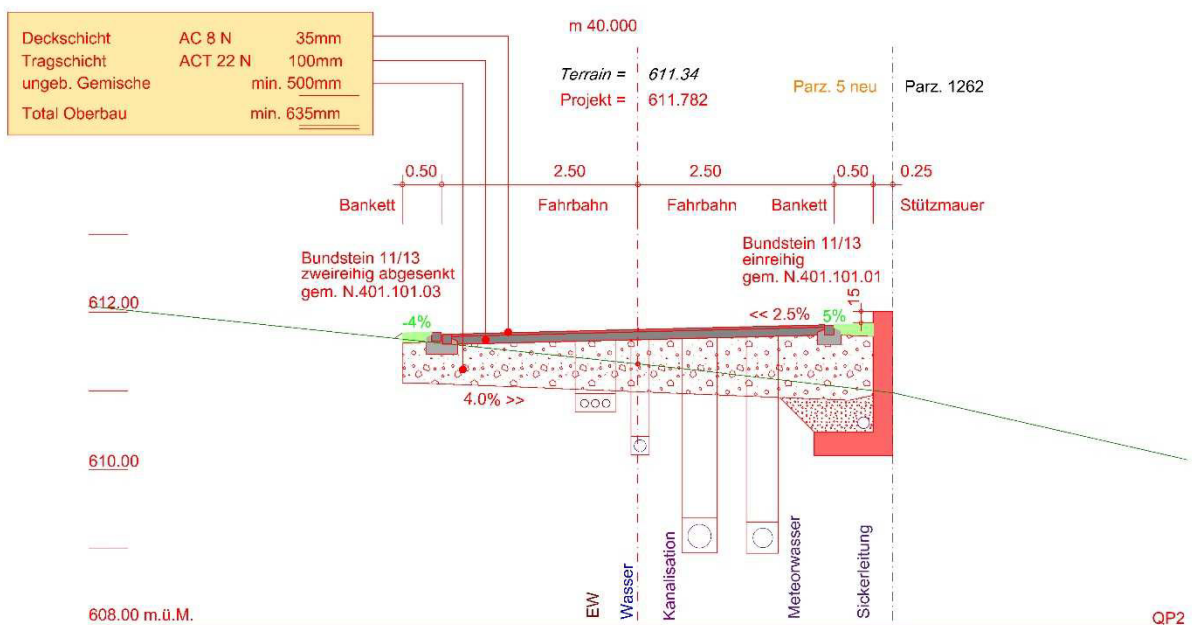 Deckschicht AC 8 N 35mm
Tragschicht ACT 22 N 100mm
ungeb. Gemische min. 500mm
Total Oberbau min. 635mm
m 40.000
Terrain = 611.34
Projekt = 611.782
Parz. 5 neu Parz. 1262
0.50 2.50 2.50 0.50 0.25
Bankett Fahrbahn Fahrbahn Bankett Stützmauer
Bundstein 11/13
zweireihig abgesenkt
gem. N.401.101.03
Bundstein 11/13
einreihig
gem. N.401.101.01
612.00
-4%
<< 2.5%
5%
15
4.0% >>
610.00
EW
Wasser
Kanalisation
Meteorwasser
Sickerleitung
608.00 m.ü.M.
QP2